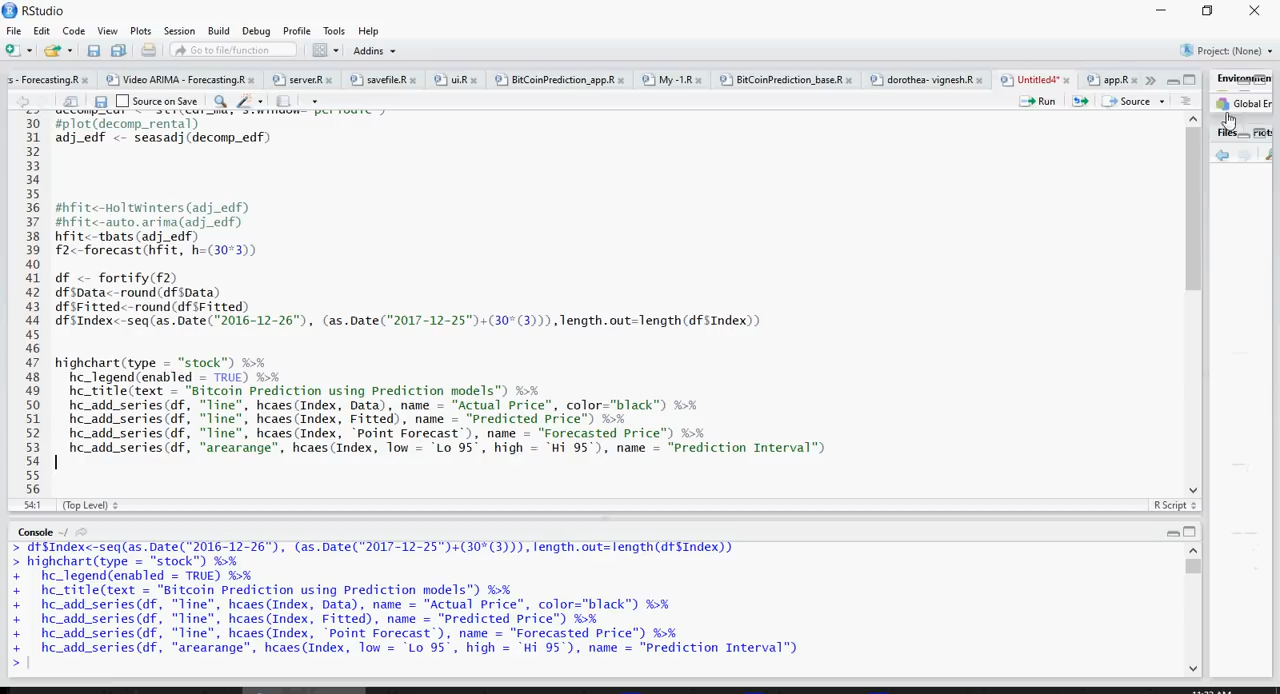 RStudio
File Edit Code View Plots Session Build Debug Profile Tools Help
Go to file/function Addins Project: (None)
s - Forecasting.R Video ARIMA - Forecasting.R server.R savefile.R ui.R BitCoinPrediction_app.R My -1.R BitCoinPrediction_base.R dorothea- vignesh.R Untitled4* app.R Environment
Source on Save Run Source Global En
Files Plots
30 #plot(decomp_rental)
31 adj_edf <- seasadj(decomp_edf)
32
33
34
35
36 #hfit<-HoltWinters(adj_edf)
37 #hfit<-auto.arima(adj_edf)
38 hfit<-tbats(adj_edf)
39 f2<-forecast(hfit, h=(30*3))
40
41 df <- fortify(f2)
42 df$Data<-round(df$Data)
43 df$Fitted<-round(df$Fitted)
44 df$Index<-seq(as.Date("2016-12-26"), (as.Date("2017-12-25")+(30*(3))),length.out=length(df$Index))
45
46
47 highchart(type = "stock") %>%
48 hc_legend(enabled = TRUE) %>%
49 hc_title(text = "Bitcoin Prediction using Prediction models") %>%
50 hc_add_series(df, "line", hcaes(Index, Data), name = "Actual Price", color="black") %>%
51 hc_add_series(df, "line", hcaes(Index, Fitted), name = "Predicted Price") %>%
52 hc_add_series(df, "line", hcaes(Index, `Point Forecast`), name = "Forecasted Price") %>%
53 hc_add_series(df, "arearange", hcaes(Index, low = `Lo 95`, high = `Hi 95`), name = "Prediction Interval")
54
55
56
54:1 (Top Level) R Script
Console ~/
> df$Index<-seq(as.Date("2016-12-26"), (as.Date("2017-12-25")+(30*(3))),length.out=length(df$Index))
> highchart(type = "stock") %>%
+ hc_legend(enabled = TRUE) %>%
+ hc_title(text = "Bitcoin Prediction using Prediction models") %>%
+ hc_add_series(df, "line", hcaes(Index, Data), name = "Actual Price", color="black") %>%
+ hc_add_series(df, "line", hcaes(Index, Fitted), name = "Predicted Price") %>%
+ hc_add_series(df, "line", hcaes(Index, `Point Forecast`), name = "Forecasted Price") %>%
+ hc_add_series(df, "arearange", hcaes(Index, low = `Lo 95`, high = `Hi 95`), name = "Prediction Interval")
>